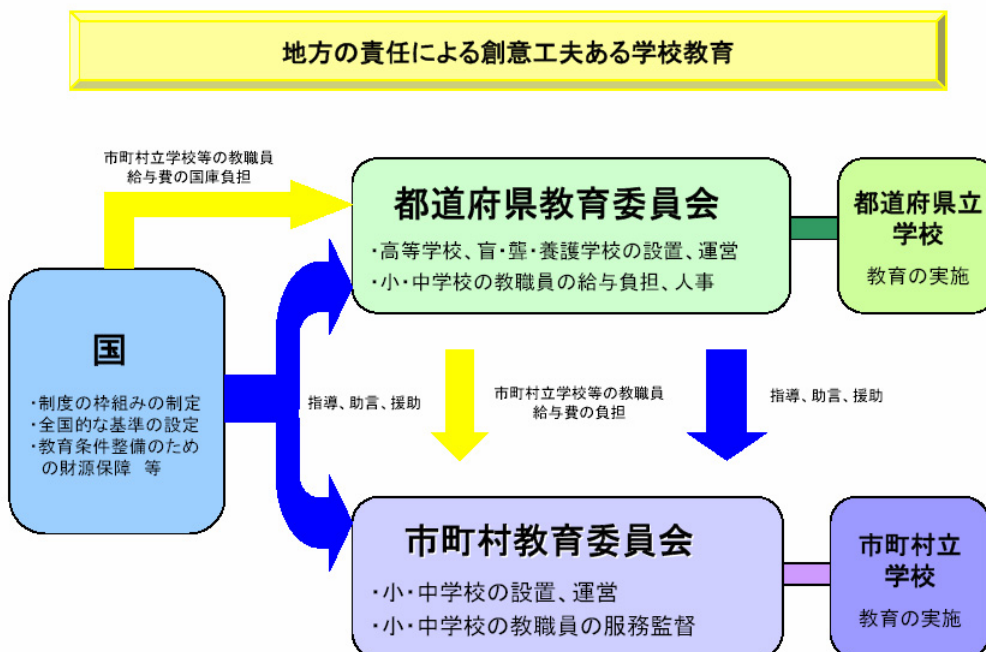 地方の責任による創意工夫ある学校教育
市町村立学校等の教職員
給与費の国庫負担
都道府県教育委員会
・高等学校、盲・聾・養護学校の設置、運営
・小・中学校の教職員の給与負担、人事
都道府県立
学校
教育の実施
国
・制度の枠組みの制定
・全国的な基準の設定
・教育条件整備のため
の財源保障 等
指導、助言、援助
市町村立学校等の教職員
給与費の負担
指導、助言、援助
市町村教育委員会
・小・中学校の設置、運営
・小・中学校の教職員の服務監督
市町村立
学校
教育の実施